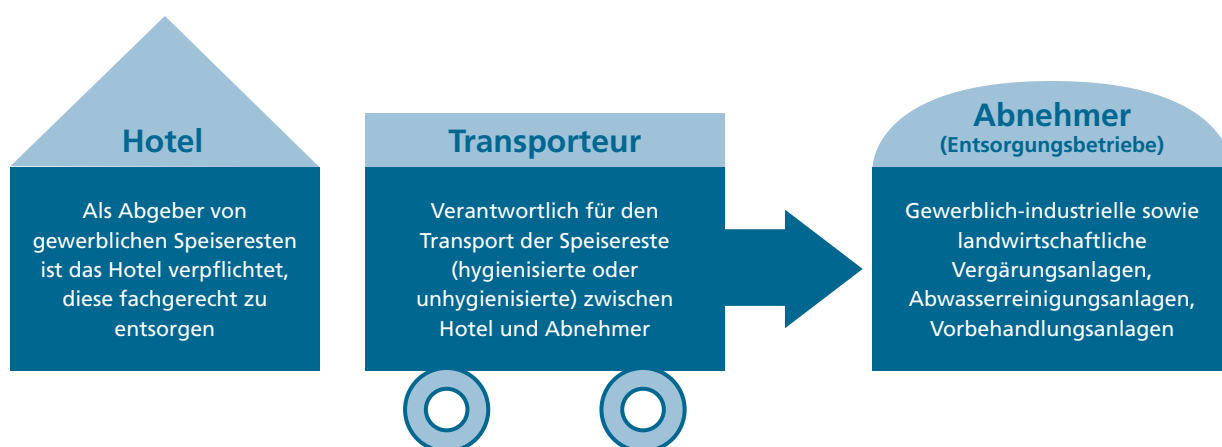 Hotel
Als Abgeber von
gewerblichen Speiseresten
ist das Hotel verpflichtet,
diese fachgerecht zu
entsorgen
Transporteur
Verantwortlich für den
Transport der Speisereste
(hygienisierte oder
unhygienisierte) zwischen
Hotel und Abnehmer
Abnehmer
(Entsorgungsbetriebe)
Gewerblich-industrielle sowie
landwirtschaftliche
Vergärungsanlagen,
Abwasserreinigungsanlagen,
Vorbehandlungsanlagen